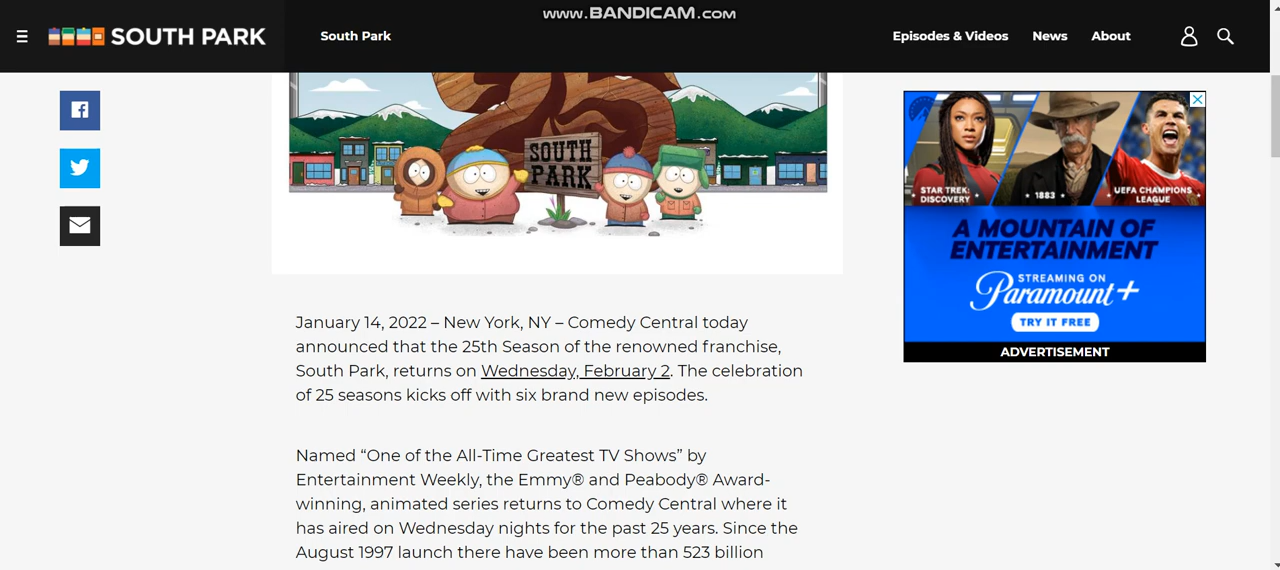 www.BANDICAM.com
SOUTH PARK
South Park
Episodes & Videos
News
About
SOUTH
PARK
January 14, 2022 – New York, NY – Comedy Central today
announced that the 25th Season of the renowned franchise,
South Park, returns on Wednesday, February 2. The celebration
of 25 seasons kicks off with six brand new episodes.
Named “One of the All-Time Greatest TV Shows” by
Entertainment Weekly, the Emmy® and Peabody® Award-
winning, animated series returns to Comedy Central where it
has aired on Wednesday nights for the past 25 years. Since the
August 1997 launch there have been more than 523 billion
STAR TREK:
DISCOVERY
1883
UEFA CHAMPIONS
LEAGUE
A MOUNTAIN OF
ENTERTAINMENT
STREAMING ON
Paramount+
TRY IT FREE
ADVERTISEMENT